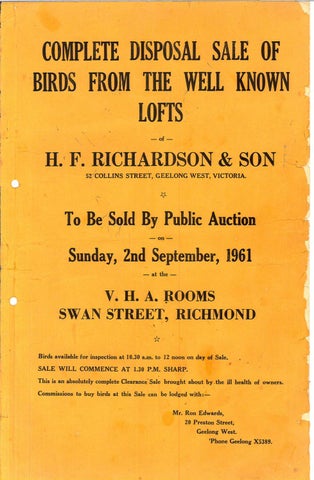 COMPLETE DISPOSAL SALE OF
BIRDS FROM THE WELL KNOWN
LOFTS
— of —
H. F. RICHARDSON & SON
52 COLLINS STREET, GEELONG WEST, VICTORIA.
☆
To Be Sold By Public Auction
— on —
Sunday, 2nd September, 1961
— at the —
V. H. A. ROOMS
SWAN STREET, RICHMOND
☆
Birds available for inspection at 10.30 a.m. to 12 noon on day of Sale.
SALE WILL COMMENCE AT 1.30 P.M. SHARP.
This is an absolutely complete Clearance Sale brought about by the ill health of owners.
Commissions to buy birds at this Sale can be lodged with:—
Mr. Ron Edwards,
28 Preston Street,
Geelong West.
'Phone Geelong X5389.